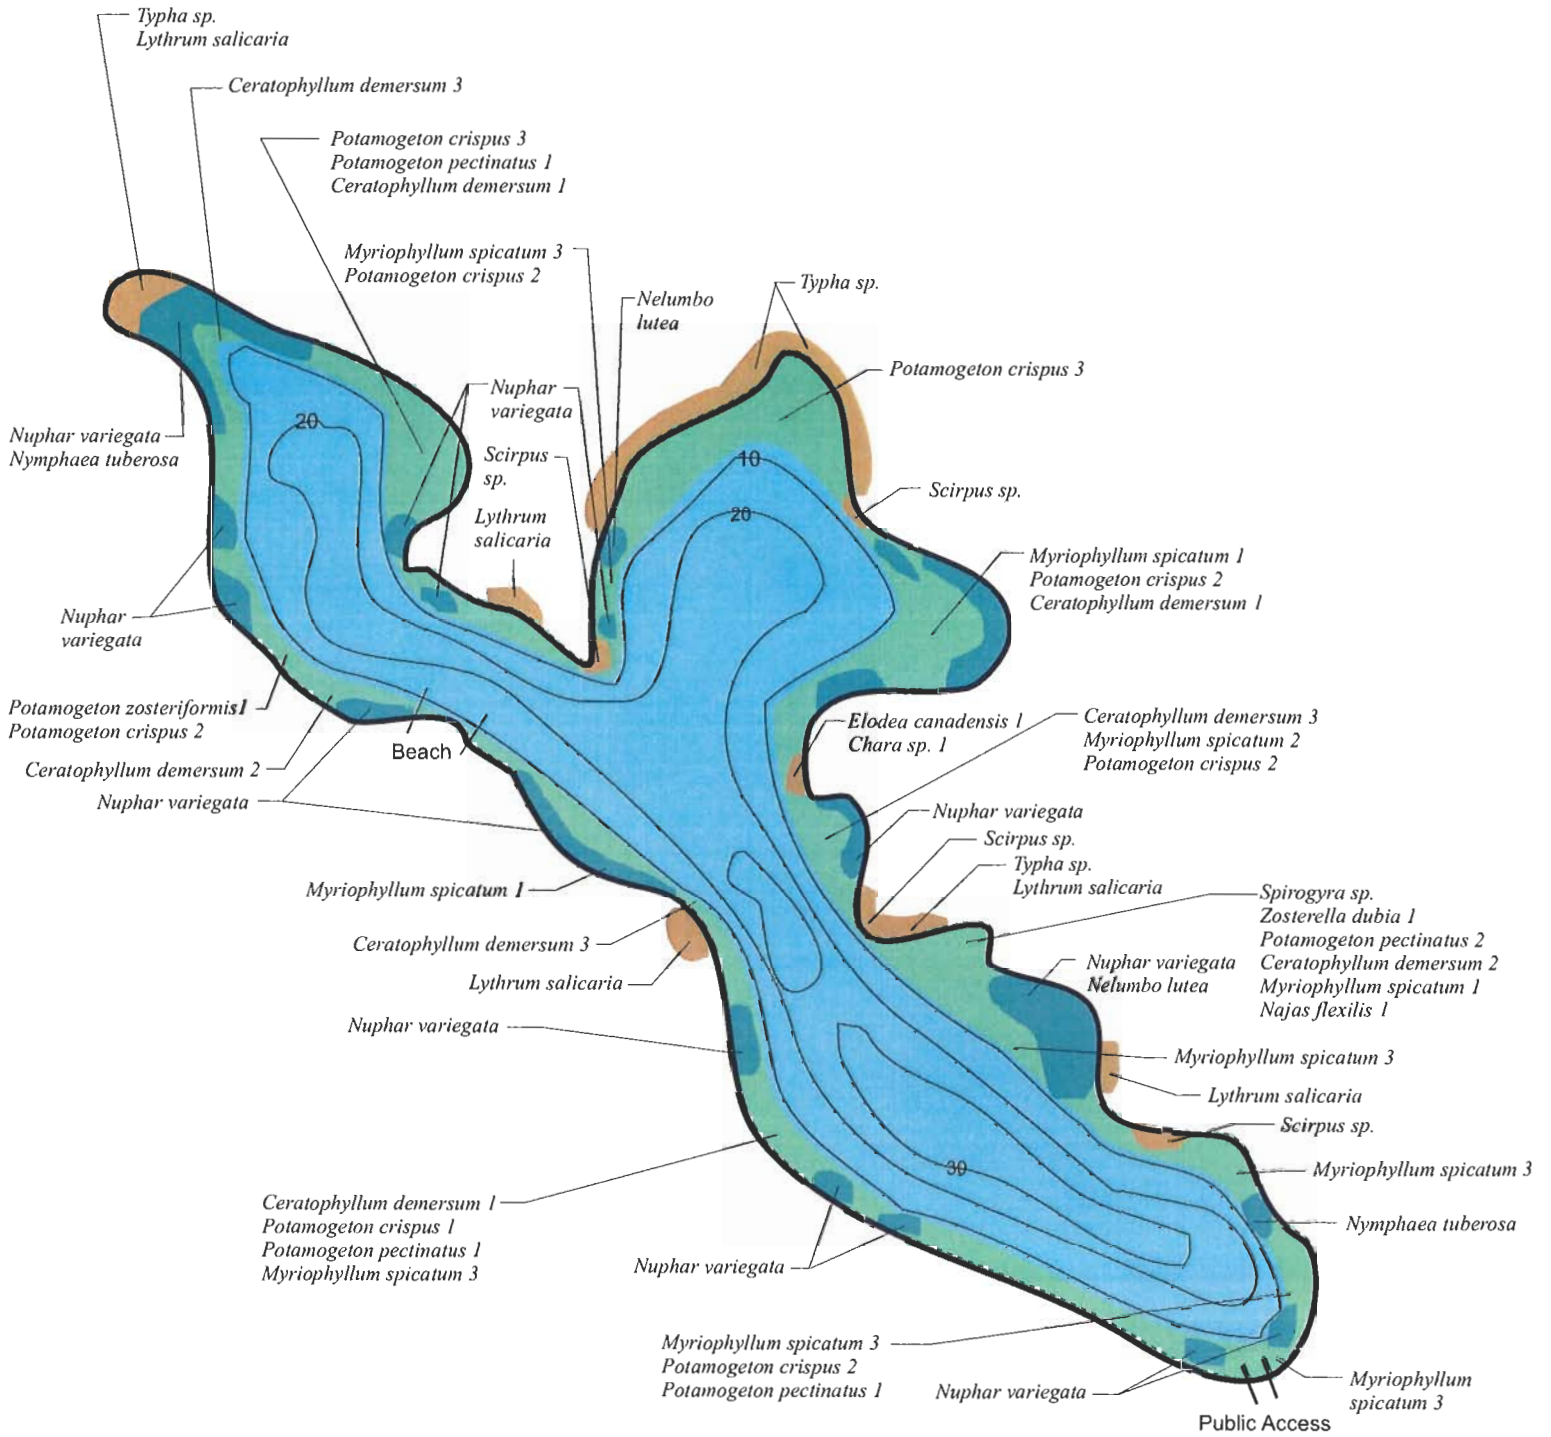 Typha sp.
Lythrum salicaria
Ceratophyllum demersum 3
Potamogeton crispus 3
Potamogeton pectinatus 1
Ceratophyllum demersum 1
Myriophyllum spicatum 3
Potamogeton crispus 2
Nelumbo
lutea
Typha sp.
Potamogeton crispus 3
Nuphar
variegata
20
Nuphar variegata
Nymphaea tuberosa
Scirpus
sp.
10
Scirpus sp.
20
Lythrum
salicaria
Myriophyllum spicatum 1
Potamogeton crispus 2
Ceratophyllum demersum 1
Nuphar
variegata
Potamogeton zosteriformis1
Potamogeton crispus 2
Elodea canadensis 1
Chara sp. 1
Ceratophyllum demersum 3
Myriophyllum spicatum 2
Potamogeton crispus 2
Beach
Ceratophyllum demersum 2
Nuphar variegata
Nuphar variegata
Scirpus sp.
Typha sp.
Lythrum salicaria
Myriophyllum spicatum 1
Spirogyra sp.
Zosterella dubia 1
Potamogeton pectinatus 2
Ceratophyllum demersum 2
Myriophyllum spicatum 1
Najas flexilis 1
Ceratophyllum demersum 3
Nuphar variegata
Nelumbo lutea
Lythrum salicaria
Nuphar variegata
Myriophyllum spicatum 3
Lythrum salicaria
Scirpus sp.
30
Myriophyllum spicatum 3
Ceratophyllum demersum 1
Potamogeton crispus 1
Potamogeton pectinatus 1
Myriophyllum spicatum 3
Nymphaea tuberosa
Nuphar variegata
Myriophyllum spicatum 3
Potamogeton crispus 2
Potamogeton pectinatus 1
Nuphar variegata
Myriophyllum
spicatum 3
Public Access